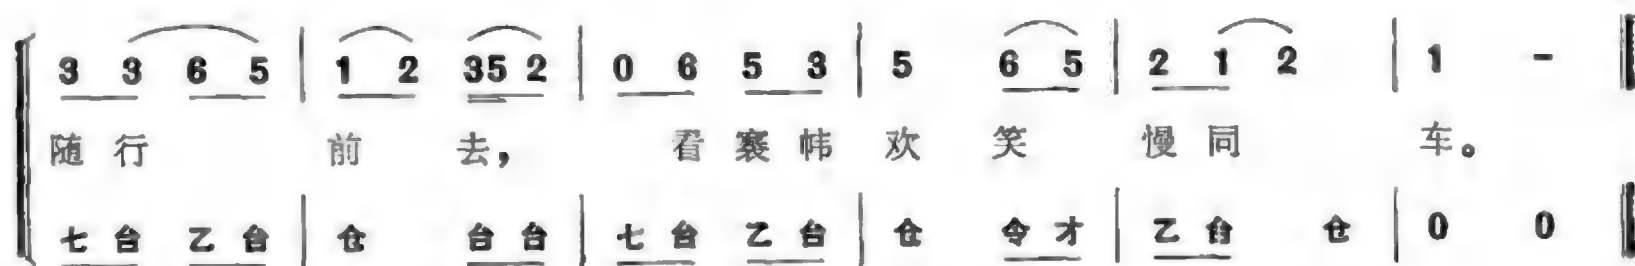 3 3 6 5 | 1 2 35 2 | 0 6 5 3 | 5 6 5 | 2 1 2 | 1 -
随行 前 去, 看褰帏欢 笑 慢同 车。
七台 乙台 | 仓 台台 | 七台 乙台 | 仓 令才 | 乙台 仓 | 0 0